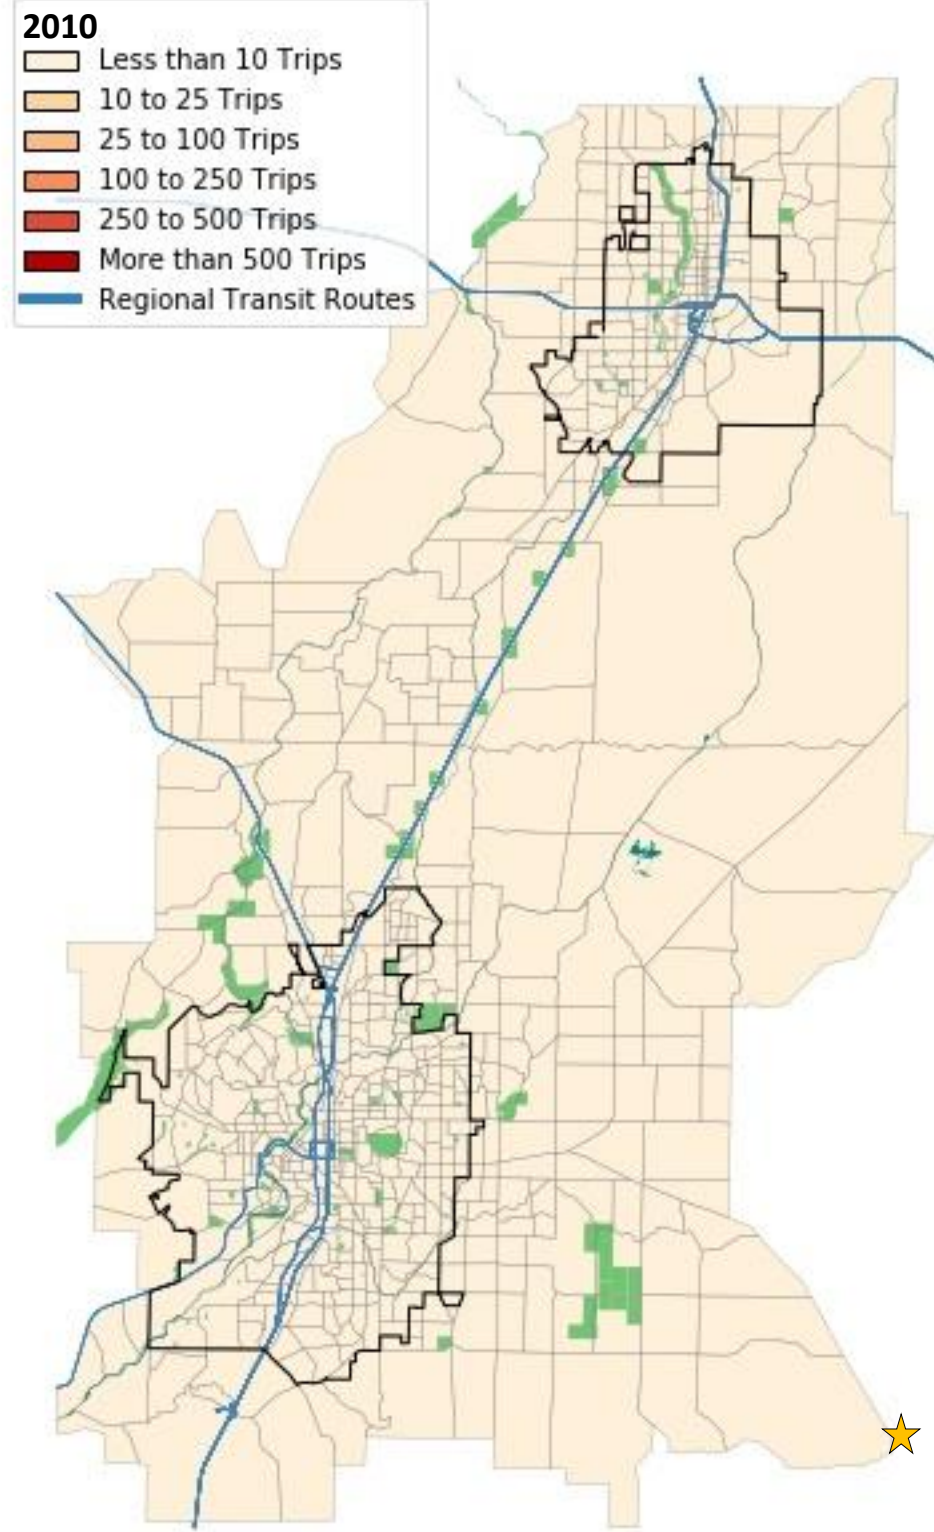 2010
Less than 10 Trips
10 to 25 Trips
25 to 100 Trips
100 to 250 Trips
250 to 500 Trips
More than 500 Trips
Regional Transit Routes